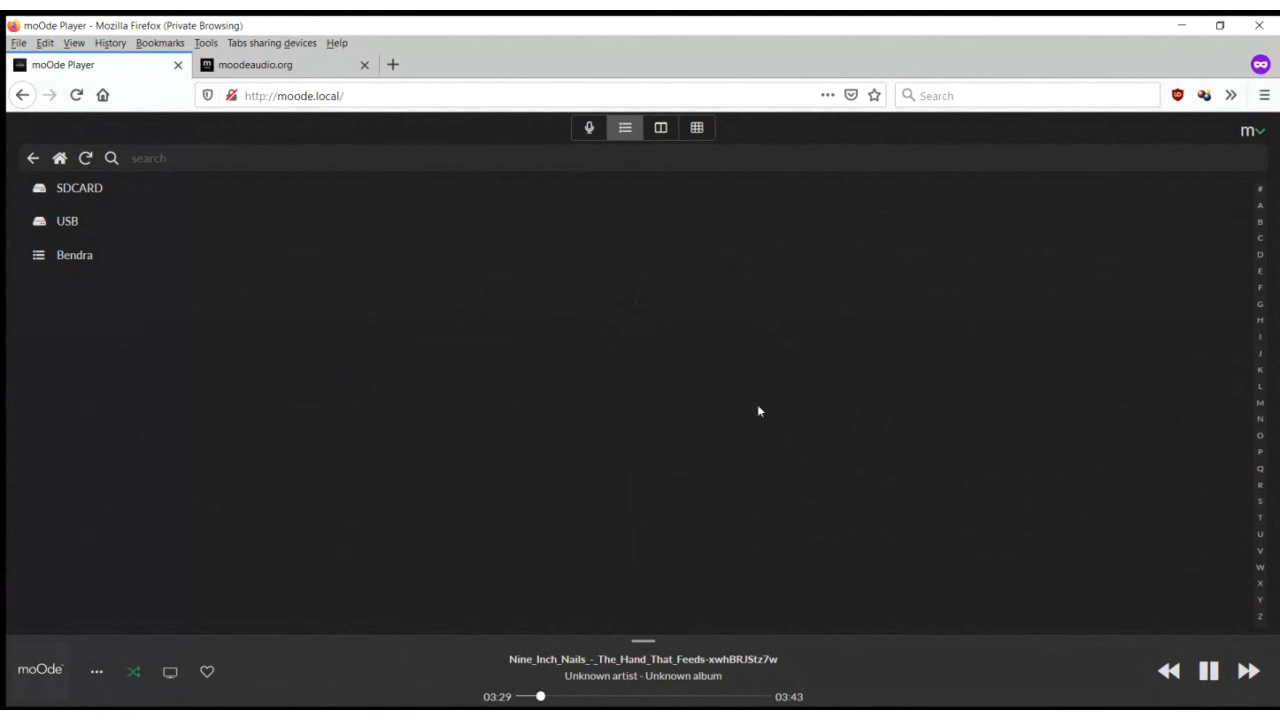 moOde Player - Mozilla Firefox (Private Browsing)
File Edit View History Bookmarks Tools Tabs sharing devices Help
moOde Player
m moodeaudio.org
http://moode.local/
Search
m
search
SDCARD
USB
Bendra
#
A
B
C
D
E
F
G
H
I
J
K
L
M
N
O
P
Q
R
S
T
U
V
W
X
Y
Z
moOde
Nine_Inch_Nails_-_The_Hand_That_Feeds-xwhBRJStz7w
Unknown artist - Unknown album
03:29 03:43